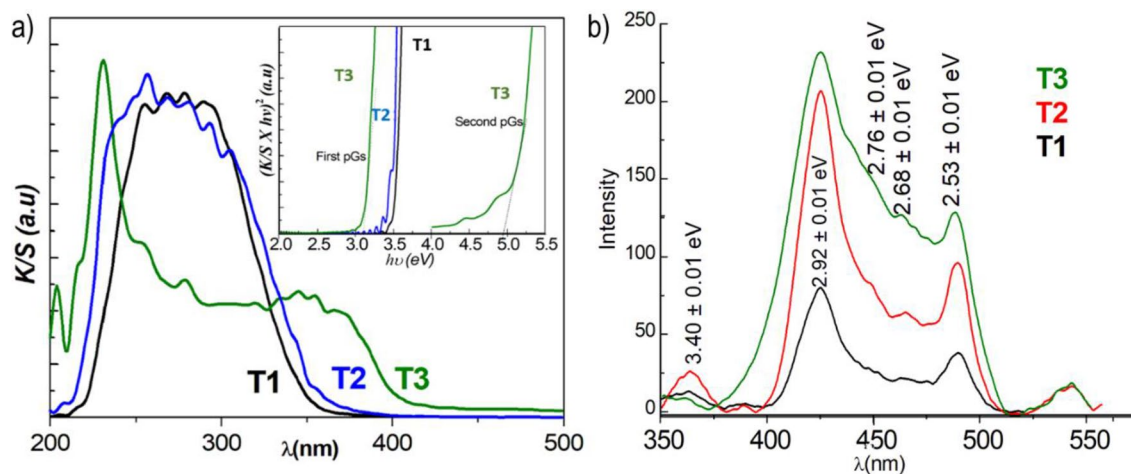 a)
K/S (a.u)
200 300 400 500
λ(nm)
T1
T2
T3
(K/S X hν)² (a.u)
T3
T1
T2
T3
First pGs
Second pGs
2.0 2.5 3.0 3.5 4.0 4.5 5.0 5.5
hυ (eV)
b)
Intensity
250
200
150
100
50
0
350 400 450 500 550
λ(nm)
3.40 ± 0.01 eV
2.92 ± 0.01 eV
2.76 ± 0.01 eV
2.68 ± 0.01 eV
2.53 ± 0.01 eV
T3
T2
T1